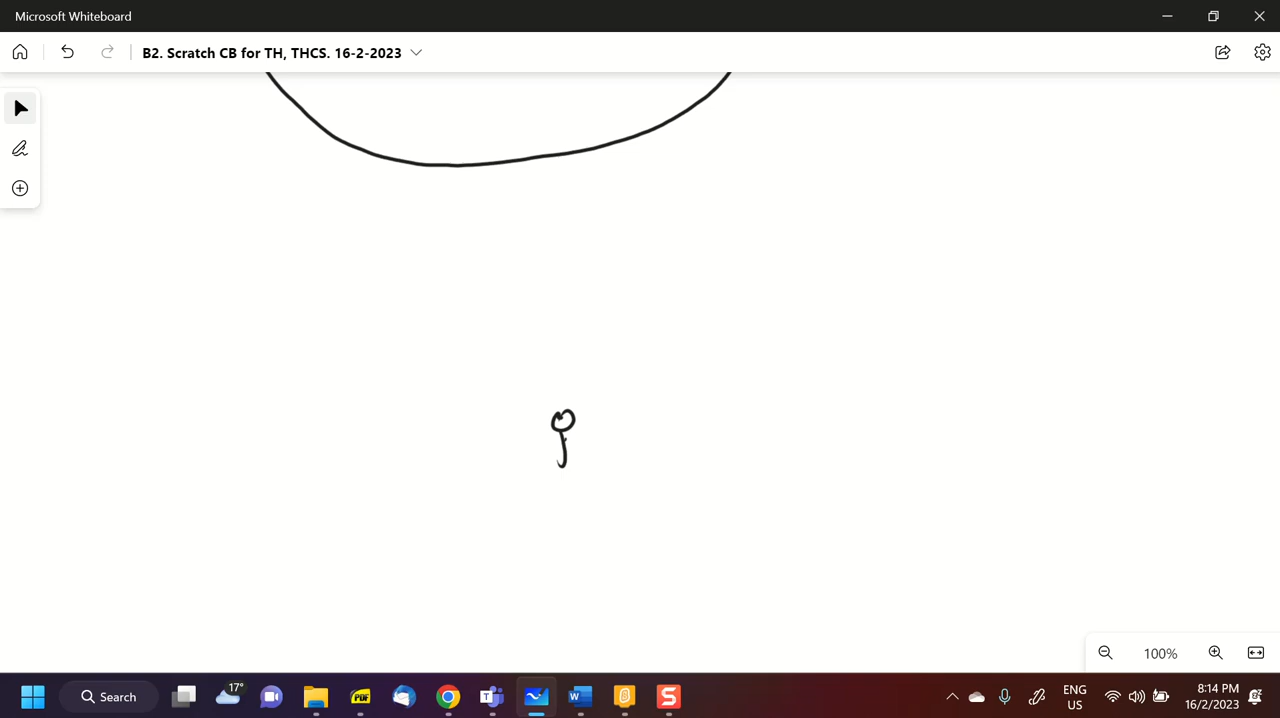 Microsoft Whiteboard
B2. Scratch CB for TH, THCS. 16-2-2023
100%
Search
17°
PDF
W
S
ENG
US
8:14 PM
16/2/2023